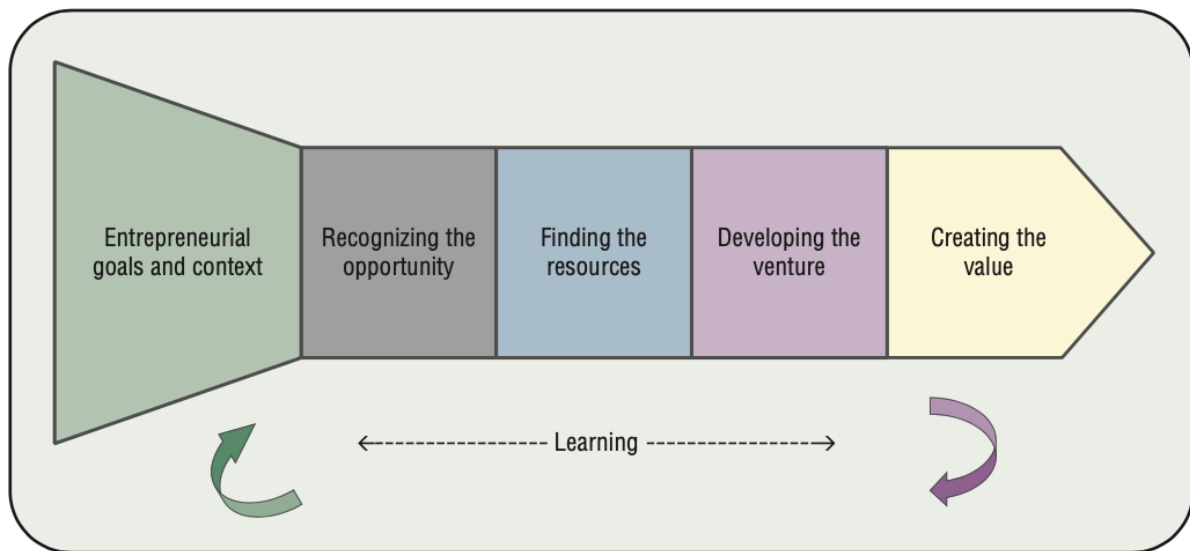 Entrepreneurial
goals and context
Recognizing the
opportunity
Finding the
resources
Developing the
venture
Creating the
value
Learning